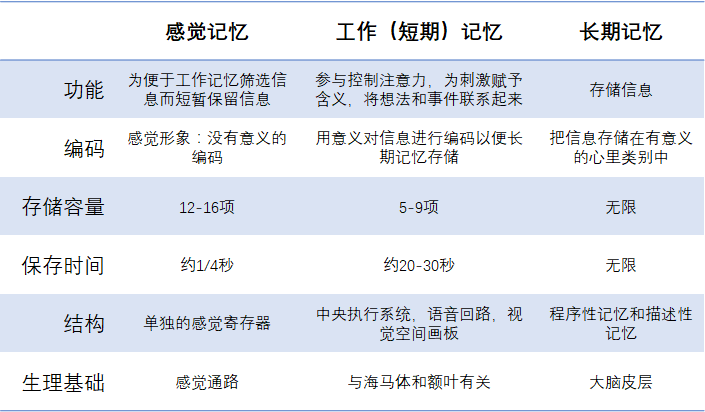 感觉记忆 工作（短期）记忆 长期记忆
功能
为便于工作记忆筛选信
息而短暂保留信息
参与控制注意力，为刺激赋予
含义，将想法和事件联系起来
存储信息
编码
感觉形象：没有意义的
编码
用意义对信息进行编码以便长
期记忆存储
把信息存储在有意义
的心里类别中
存储容量 12-16项 5-9项 无限
保存时间 约1/4秒 约20-30秒 无限
结构
单独的感觉寄存器
中央执行系统，语音回路，视
觉空间画板
程序性记忆和描述性
记忆
生理基础 感觉通路 与海马体和额叶有关 大脑皮层